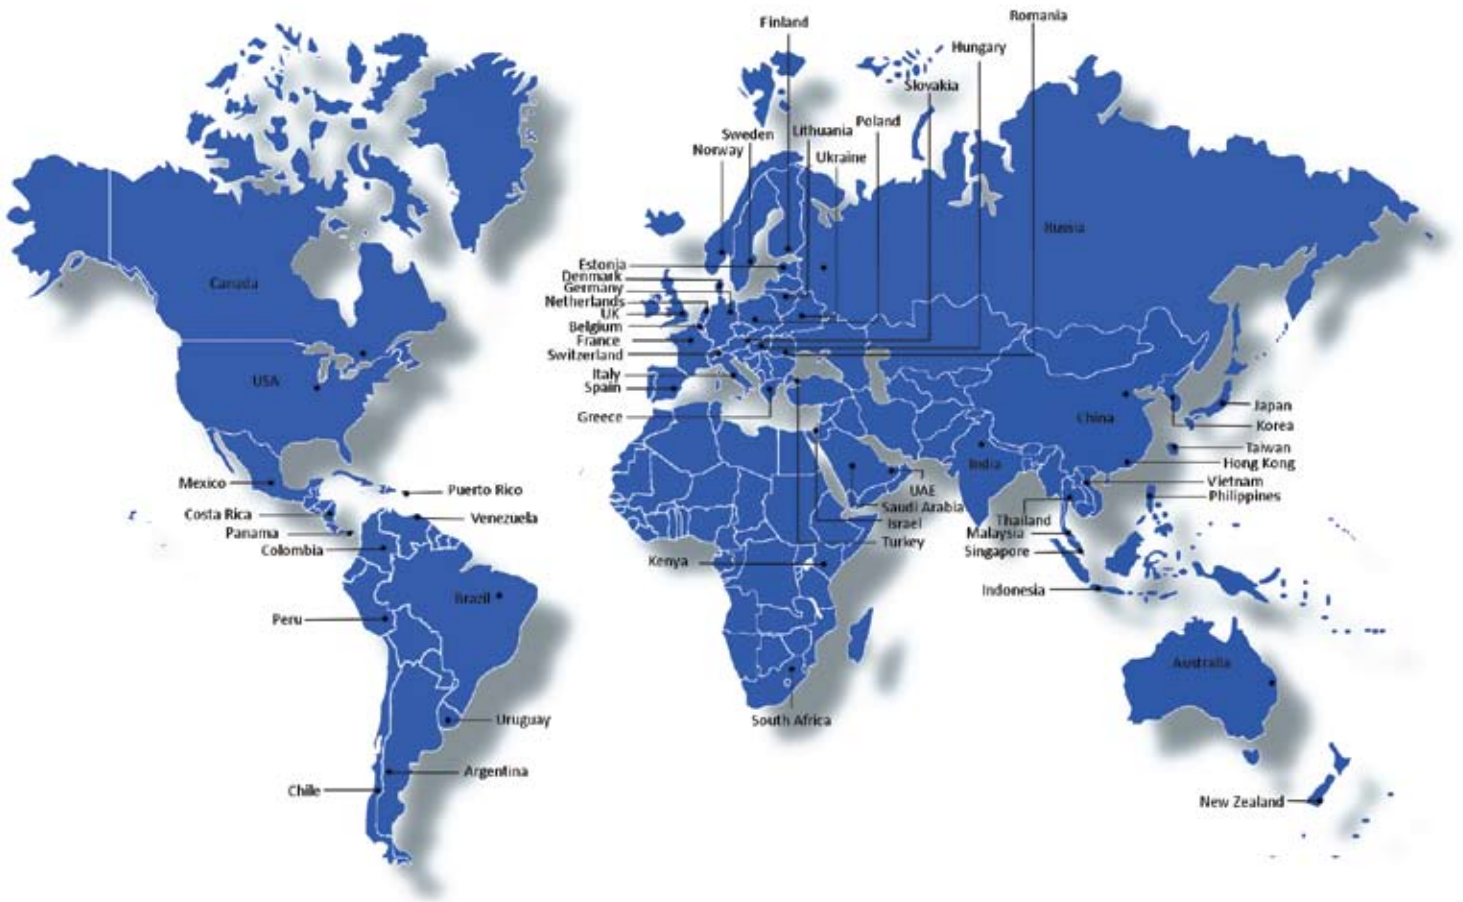 Finland
Romania
Hungary
Slovakia
Poland
Lithuania
Sweden
Ukraine
Norway
Russia
Estonia
Denmark
Germany
Netherlands
UK
Belgium
France
Switzerland
Italy
Spain
Greece
Canada
USA
China
Japan
Korea
Taiwan
Hong Kong
India
Vietnam
Philippines
Mexico
Puerto Rico
UAE
Saudi Arabia
Costa Rica
Venezuela
Thailand
Israel
Panama
Malaysia
Turkey
Colombia
Singapore
Kenya
Indonesia
Brazil
Peru
Australia
Uruguay
South Africa
Argentina
Chile
New Zealand